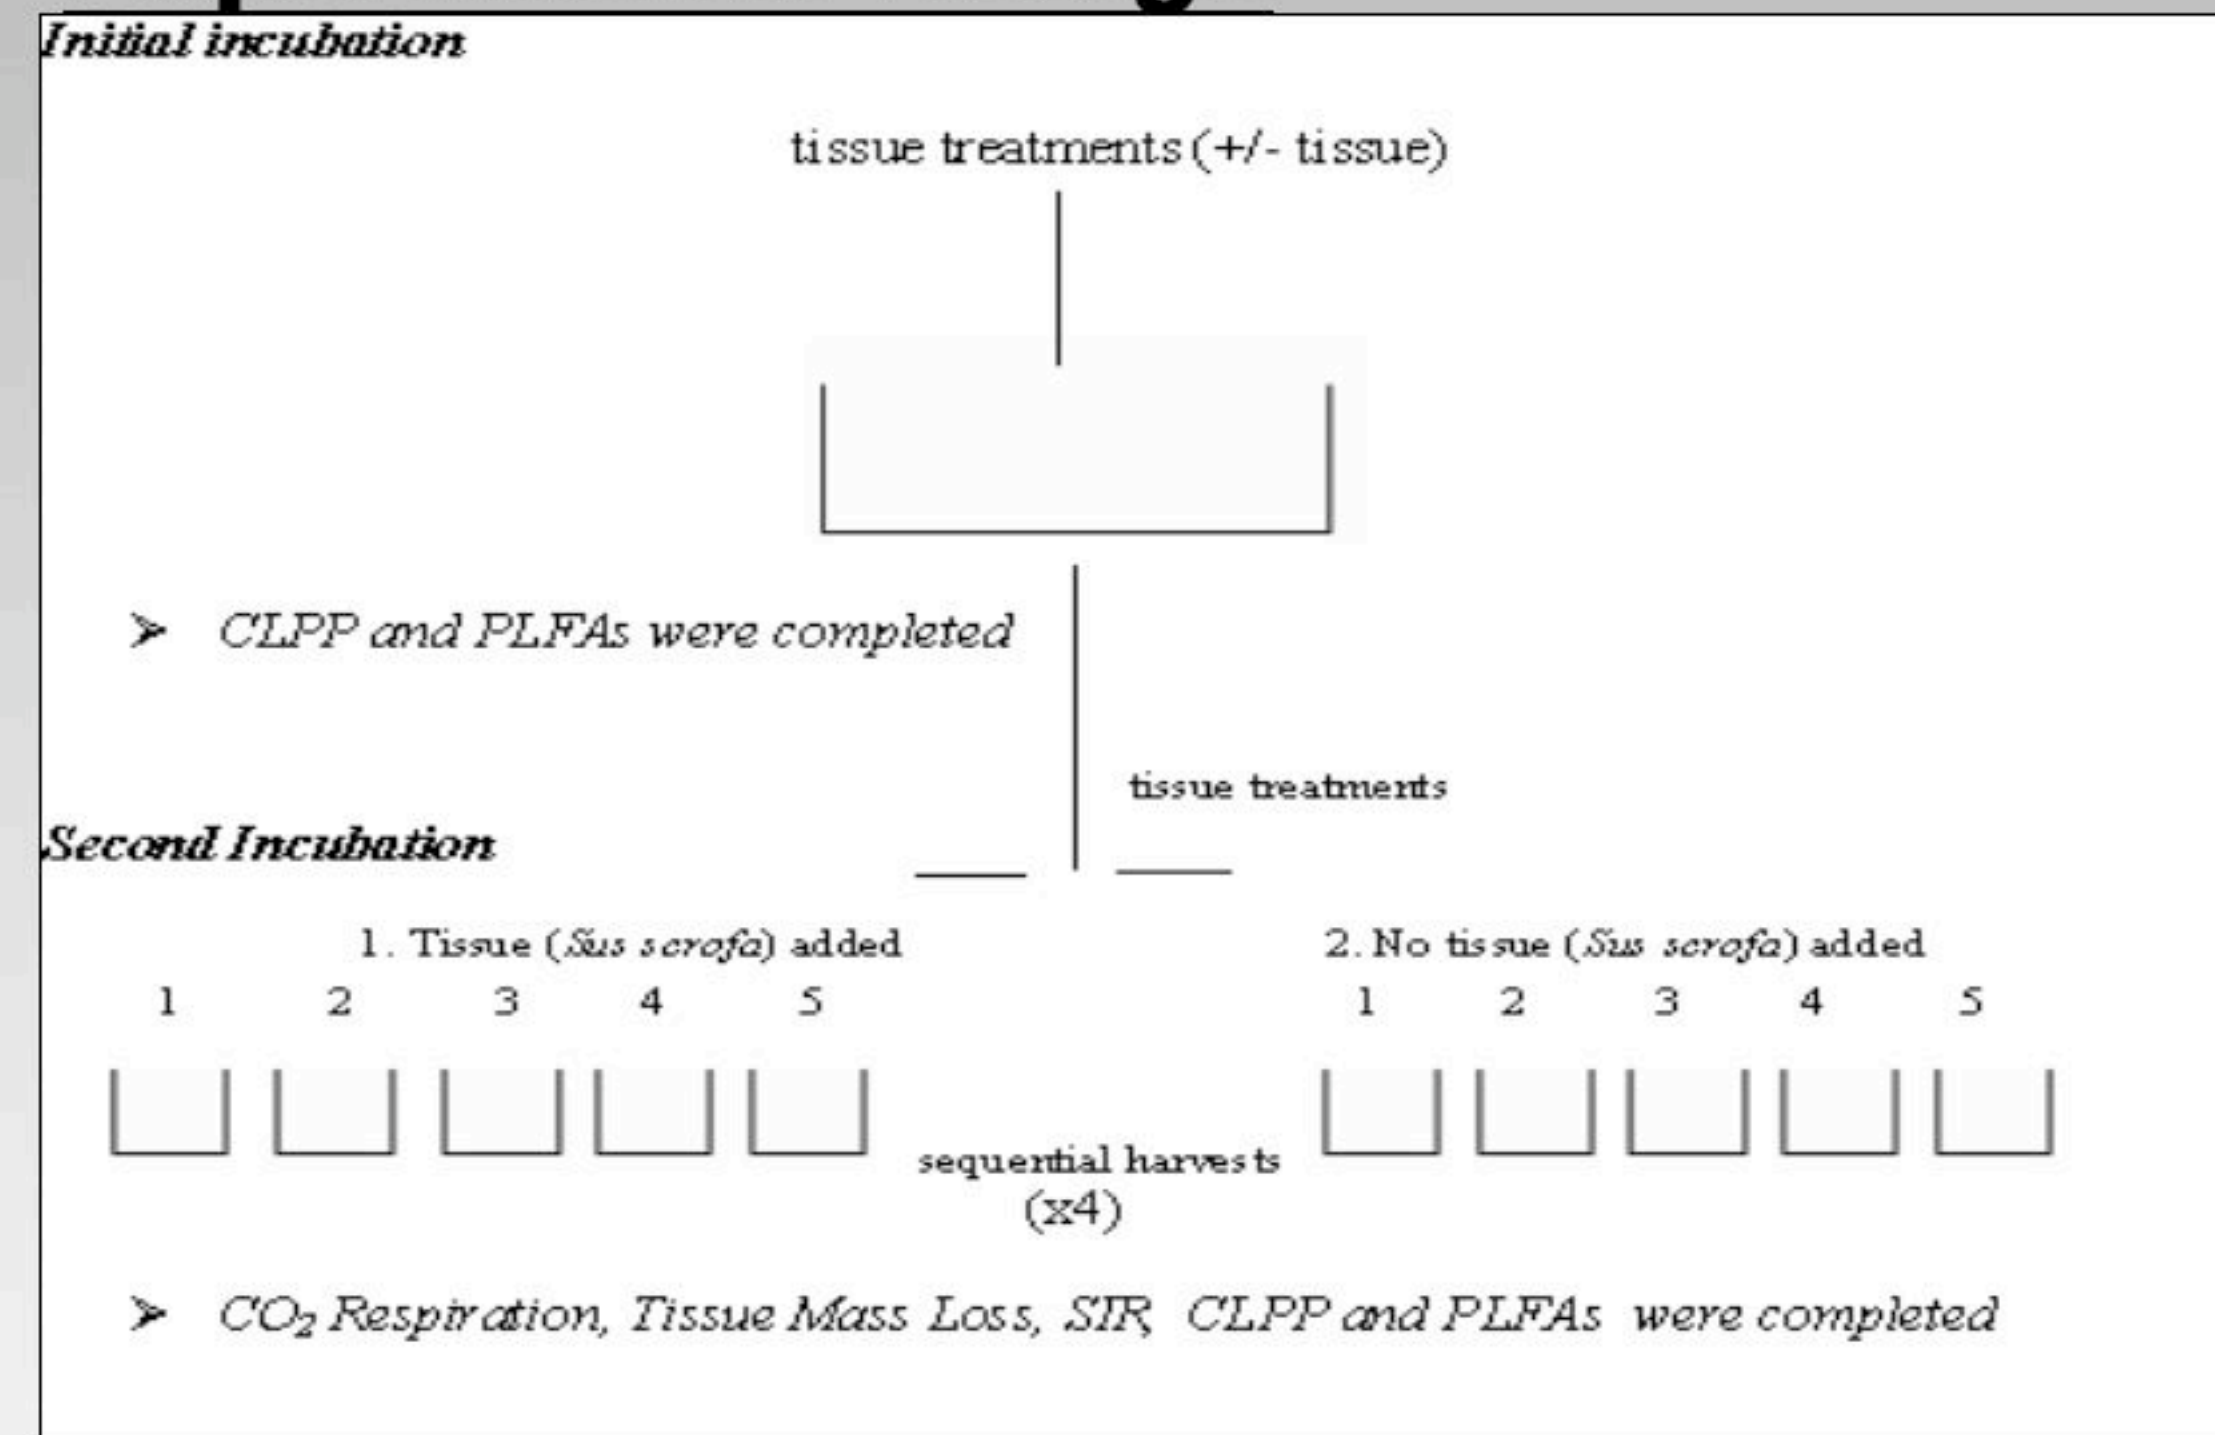 Initial incubation
tissue treatments (+/- tissue)
➢ CLPP and PLFAs were completed
tissue treatments
Second Incubation
1. Tissue (Sus scrofa) added
2. No tissue (Sus scrofa) added
1 2 3 4 5
1 2 3 4 5
sequential harvests
(x4)
➢ CO₂ Respiration, Tissue Mass Loss, SIR, CLPP and PLFAs were completed